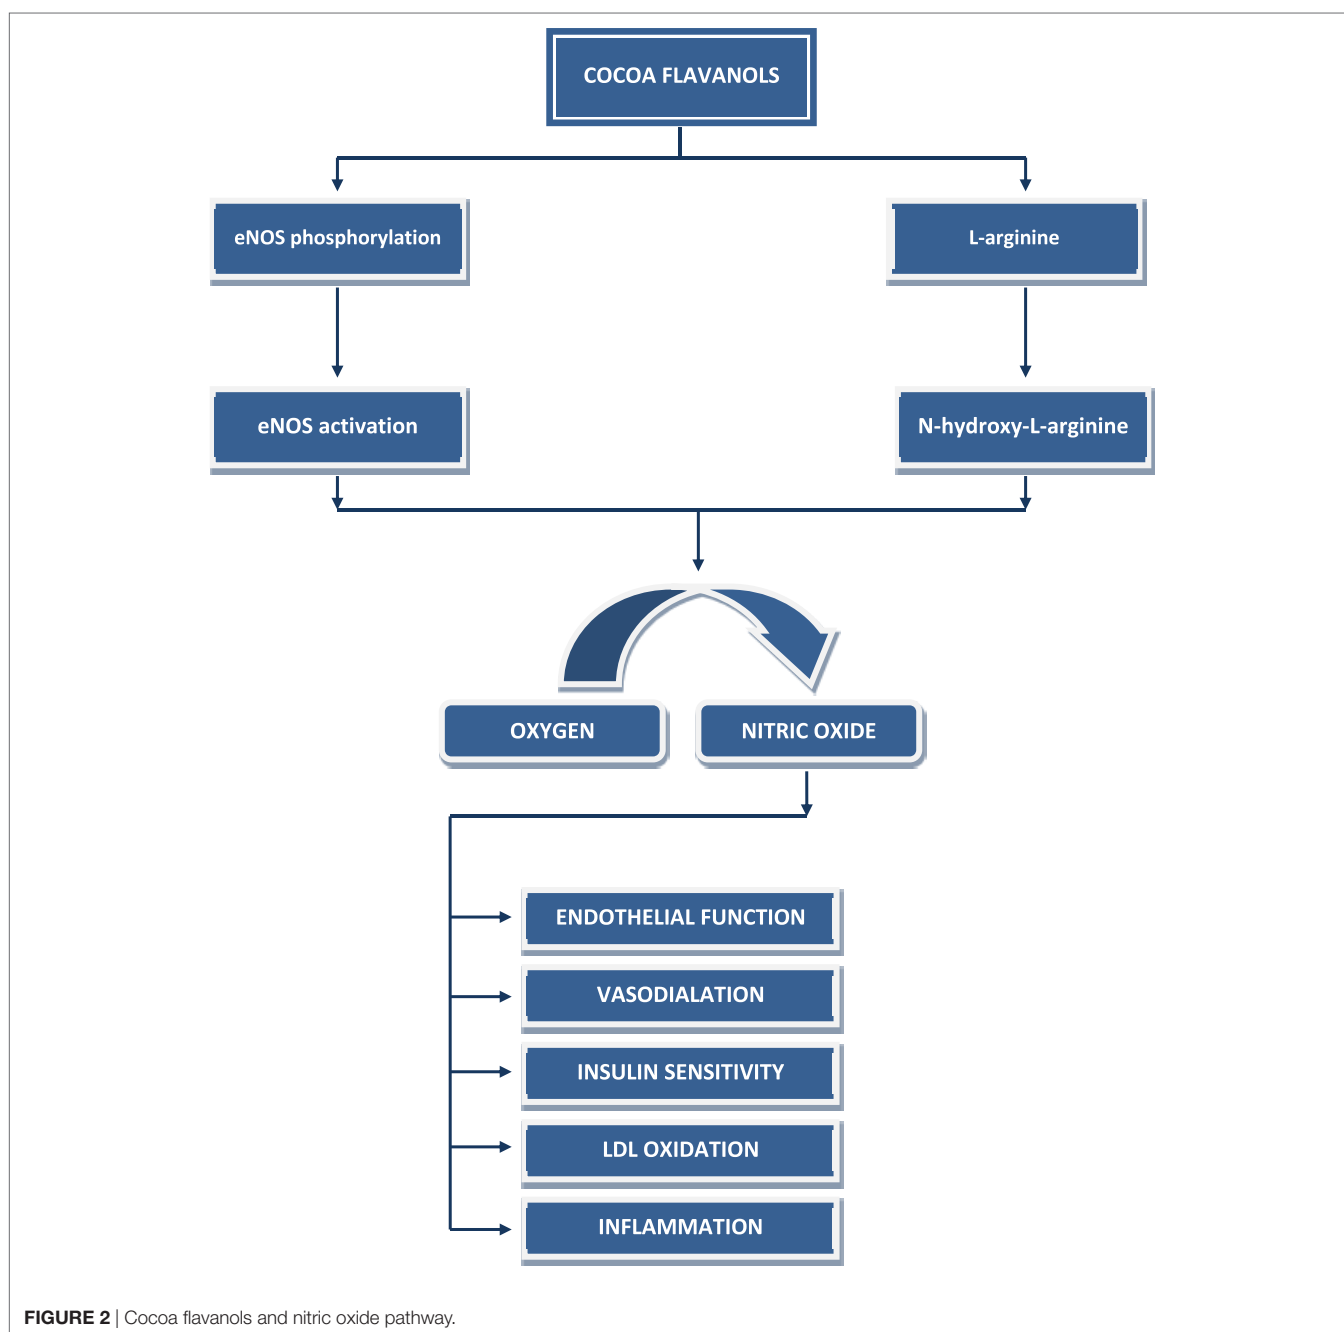 COCOA FLAVANOLS
eNOS phosphorylation
L-arginine
eNOS activation
N-hydroxy-L-arginine
OXYGEN
NITRIC OXIDE
ENDOTHELIAL FUNCTION
VASODIALATION
INSULIN SENSITIVITY
LDL OXIDATION
INFLAMMATION
FIGURE 2 | Cocoa flavanols and nitric oxide pathway.